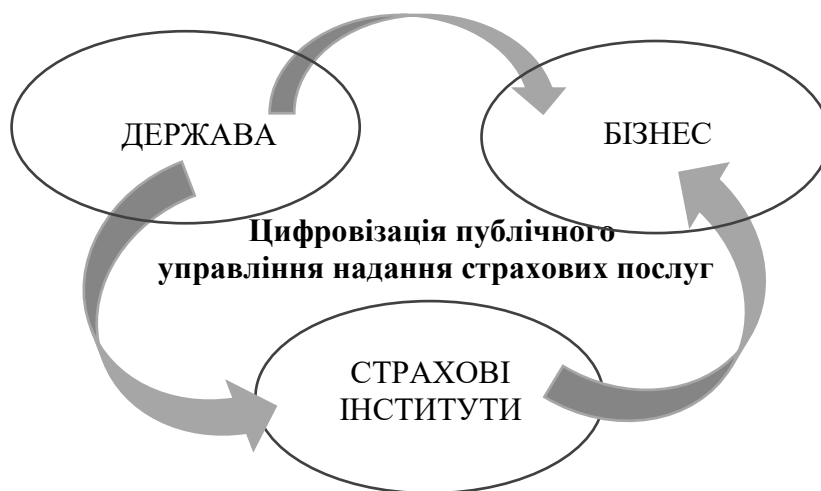 ДЕРЖАВА
БІЗНЕС
Цифровізація публічного
управління надання страхових послуг
СТРАХОВІ
ІНСТИТУТИ